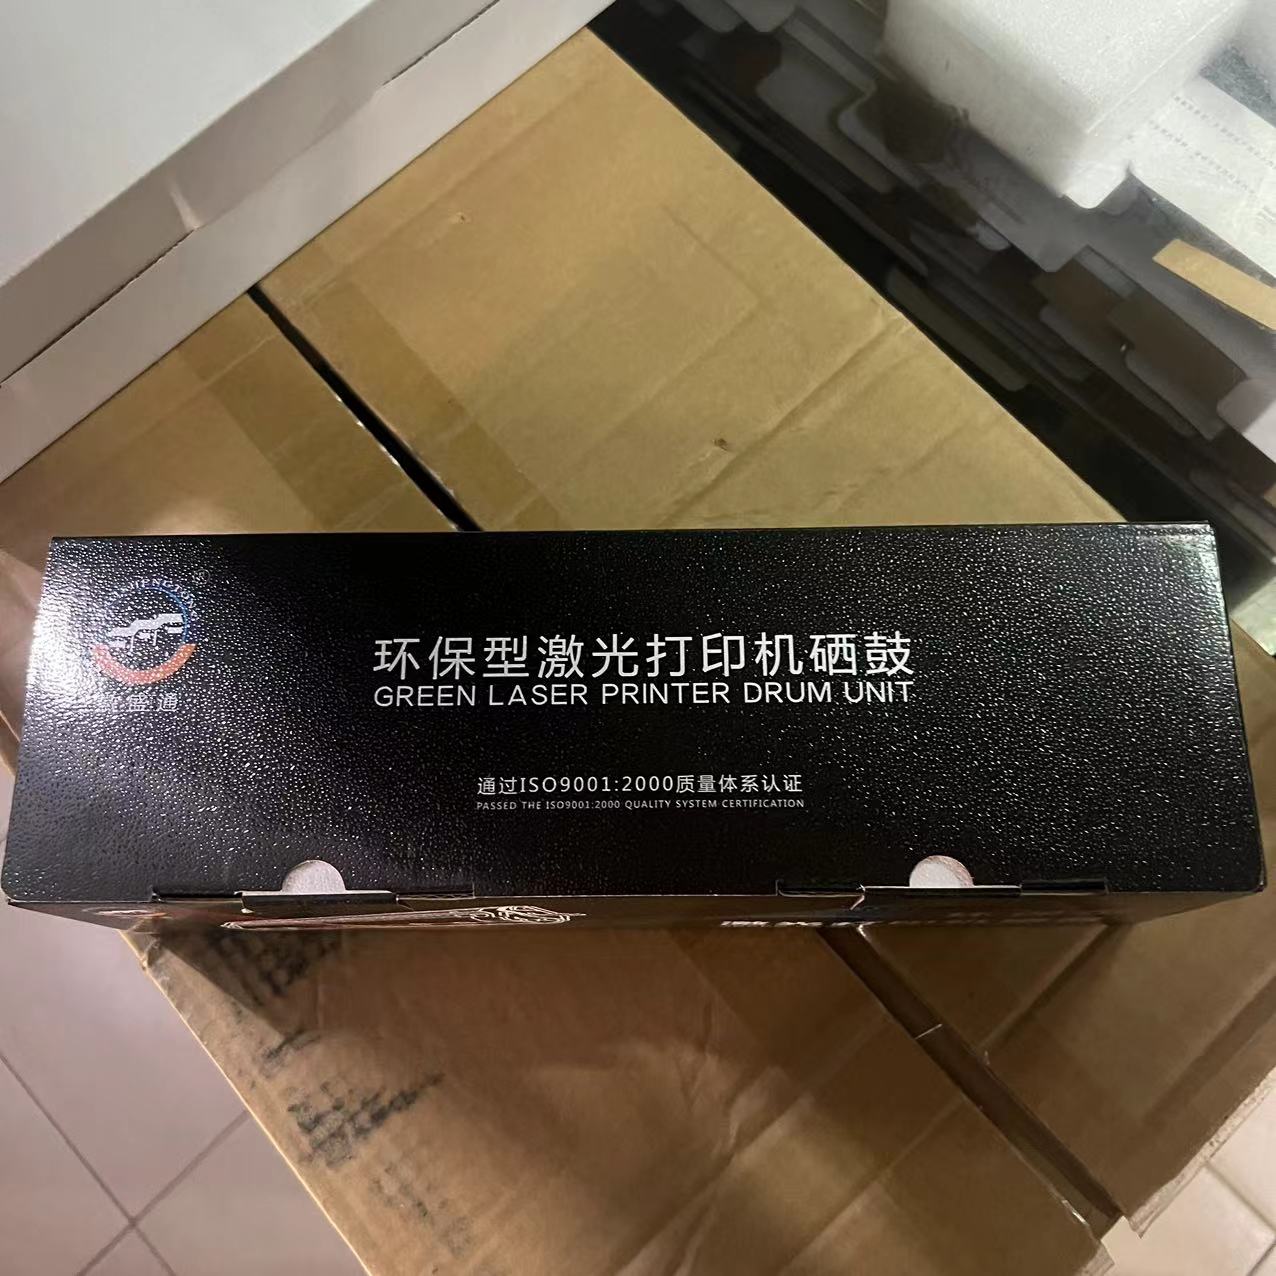 ®
盛通
环保型激光打印机硒鼓
GREEN LASER PRINTER DRUM UNIT
通过ISO9001:2000质量体系认证
PASSED THE ISO9001:2000 QUALITY SYSTEM CERTIFICATION